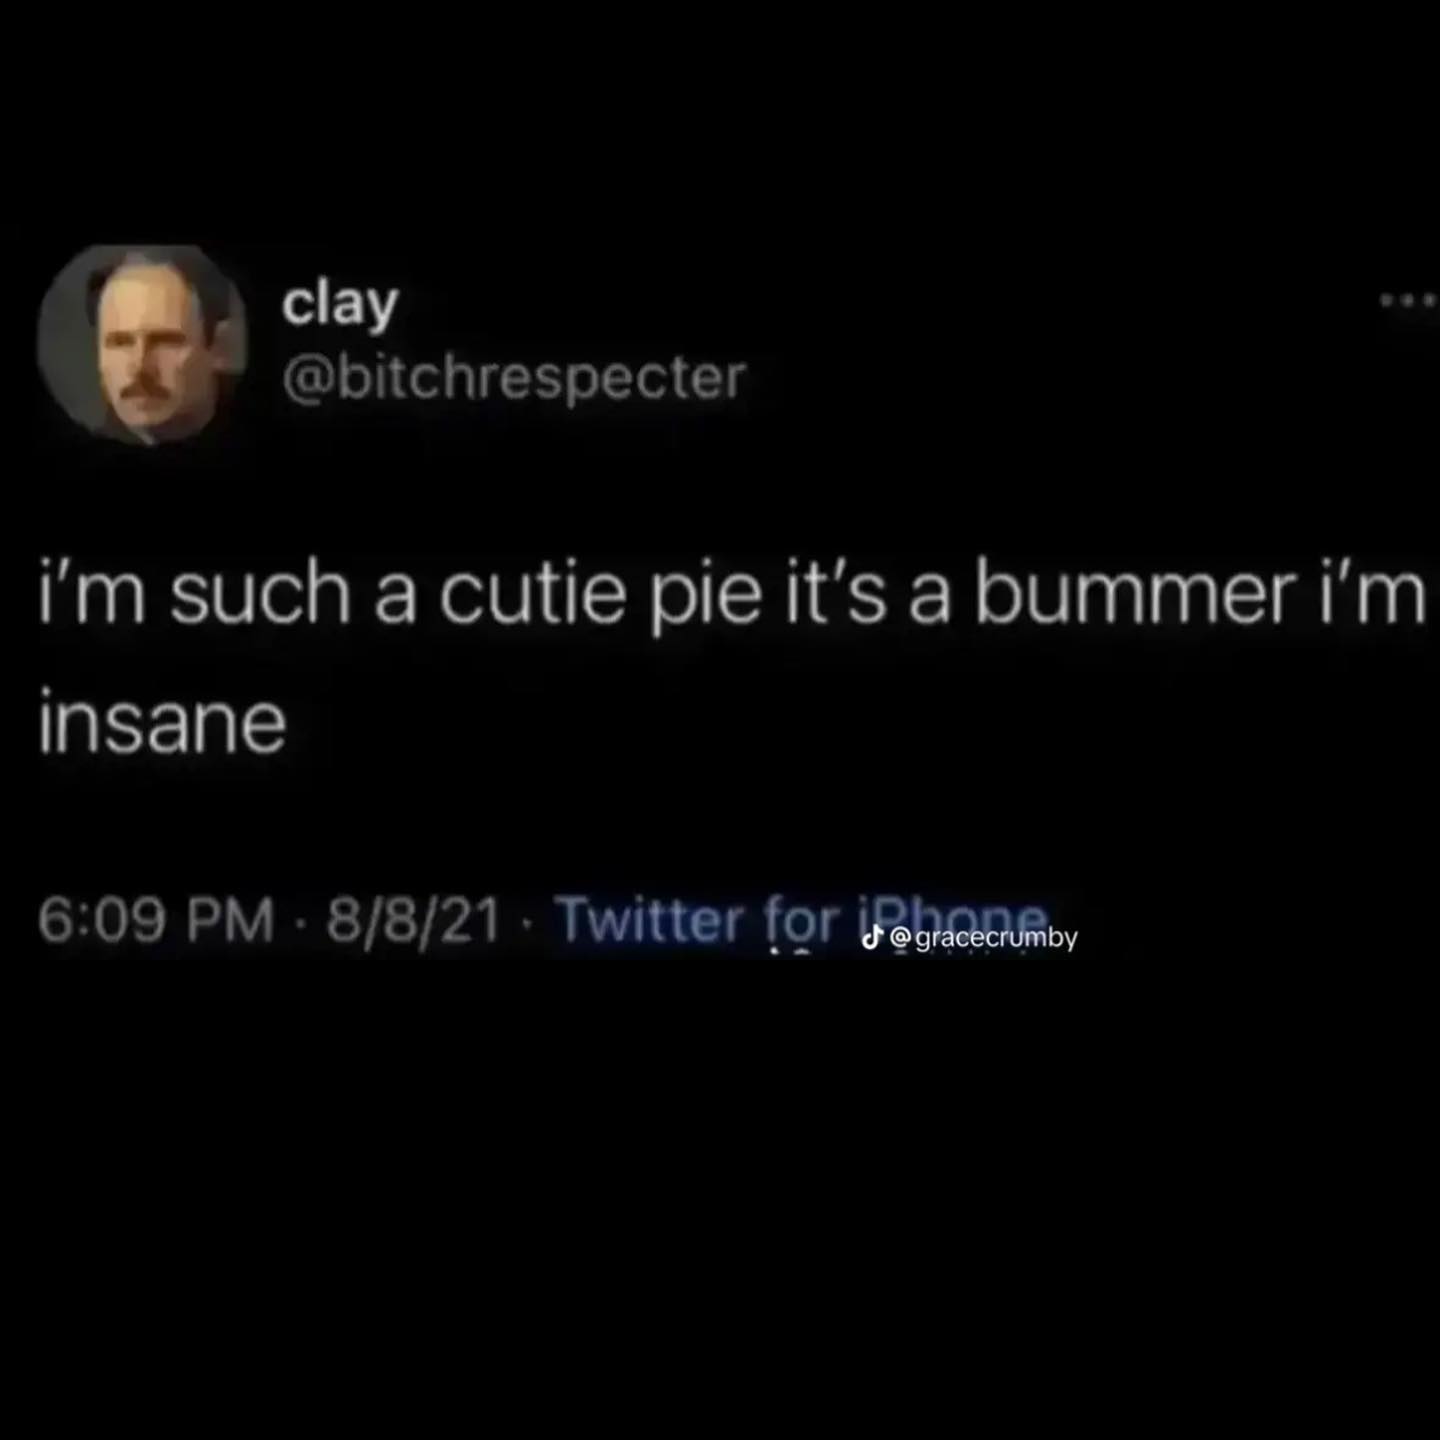 clay
@bitchrespecter
i'm such a cutie pie it's a bummer i'm
insane
6:09 PM · 8/8/21 · Twitter for iPhone
@gracecrumby